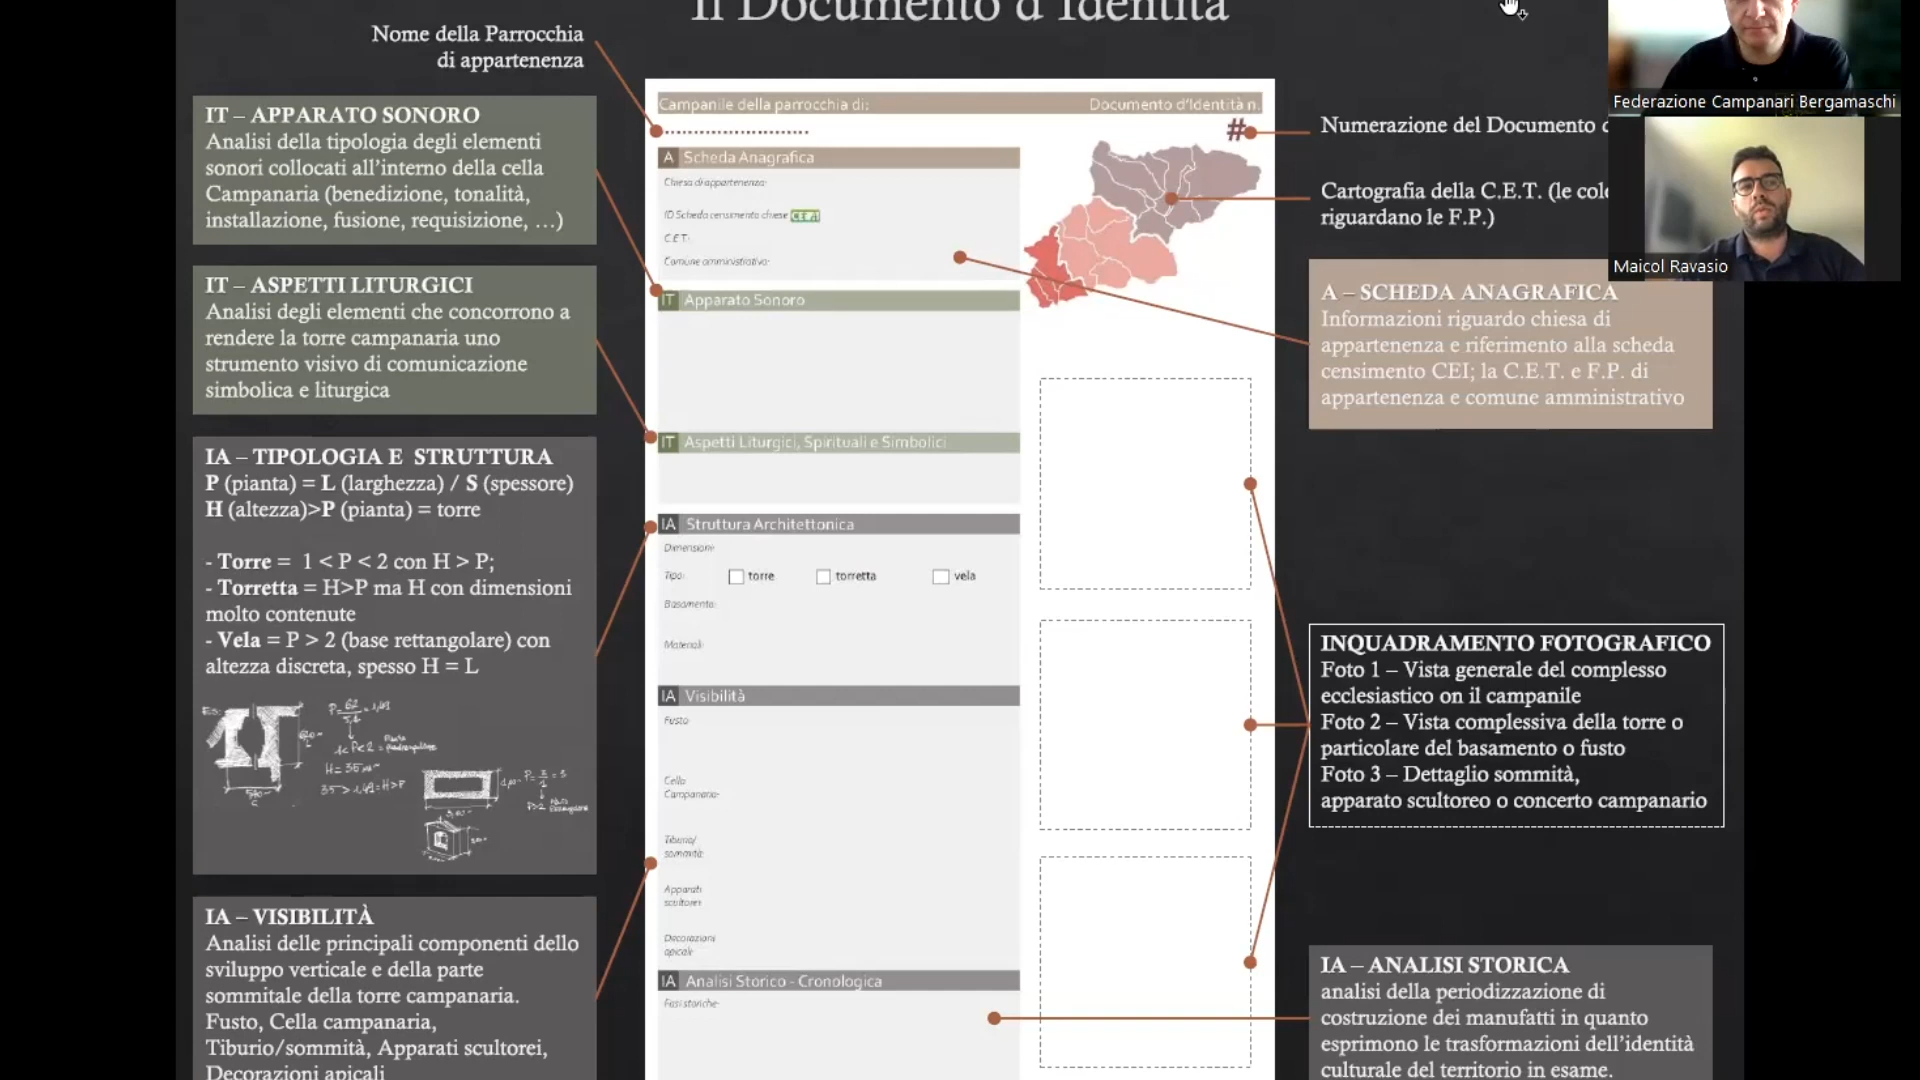 Il Documento d'Identità
Nome della Parrocchia
di appartenenza
IT – APPARATO SONORO
Analisi della tipologia degli elementi
sonori collocati all'interno della cella
Campanaria (benedizione, tonalità,
installazione, fusione, requisizione, …)
IT – ASPETTI LITURGICI
Analisi degli elementi che concorrono a
rendere la torre campanaria uno
strumento visivo di comunicazione
simbolica e liturgica
IA – TIPOLOGIA E STRUTTURA
P (pianta) = L (larghezza) / S (spessore)
H (altezza)>P (pianta) = torre
- Torre = 1 < P < 2 con H > P;
- Torretta = H>P ma H con dimensioni
molto contenute
- Vela = P > 2 (base rettangolare) con
altezza discreta, spesso H = L
IA – VISIBILITÀ
Analisi delle principali componenti dello
sviluppo verticale e della parte
sommitale della torre campanaria.
Fusto, Cella campanaria,
Tiburio/sommità, Apparati scultorei,
Decorazioni apicali
Campanile della parrocchia di:
Documento d'Identità n.
#
A Scheda Anagrafica
Chiesa di appartenenza:
ID Scheda censimento chiese CEI
C.E.T:
Comune amministrativo:
IT Apparato Sonoro
IT Aspetti Liturgici, Spirituali e Simbolici
IA Struttura Architettonica
Dimensioni:
Tipo: torre torretta vela
Basamento:
Materiali:
IA Visibilità
Fusto:
Cella
Campanaria:
Tiburio/
sommità:
Apparati
scultorei:
Decorazioni
apicali:
IA Analisi Storico - Cronologica
Fasi storiche:
Numerazione del Documento
Cartografia della C.E.T. (le
riguardano le F.P.)
A – SCHEDA ANAGRAFICA
Informazioni riguardo chiesa di
appartenenza e riferimento alla scheda
censimento CEI; la C.E.T. e F.P. di
appartenenza e comune amministrativo
INQUADRAMENTO FOTOGRAFICO
Foto 1 – Vista generale del complesso
ecclesiastico on il campanile
Foto 2 – Vista complessiva della torre o
particolare del basamento o fusto
Foto 3 – Dettaglio sommità,
apparato scultoreo o concerto campanario
IA – ANALISI STORICA
analisi della periodizzazione di
costruzione dei manufatti in quanto
esprimono le trasformazioni dell'identità
culturale del territorio in esame.
Federazione Campanari Bergamaschi
Maicol Ravasio